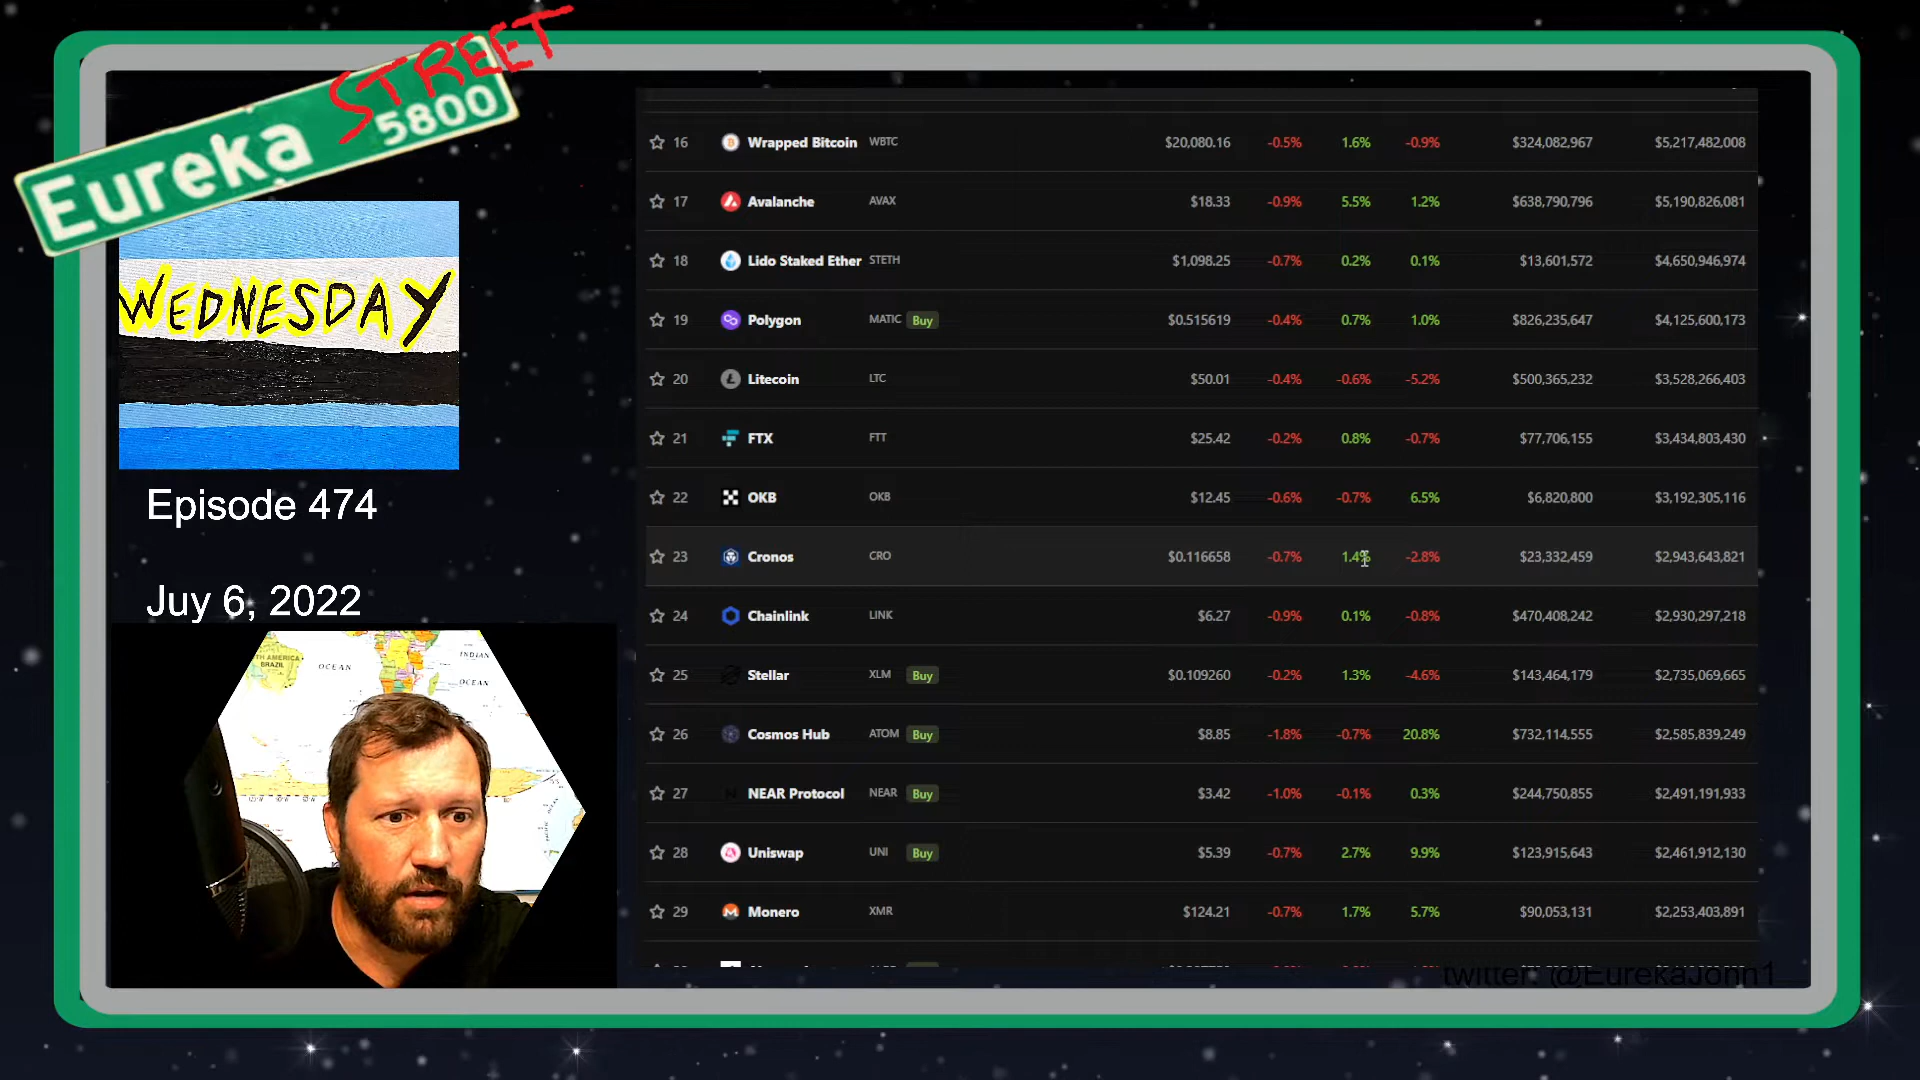 Eureka
STREET
5800
WEDNESDAY
Episode 474
Juy 6, 2022
16 Wrapped Bitcoin WBTC $20,080.16 -0.5% 1.6% -0.9% $324,082,967 $5,217,482,008
17 Avalanche AVAX $18.33 -0.9% 5.5% 1.2% $638,790,796 $5,190,826,081
18 Lido Staked Ether STETH $1,098.25 -0.7% 0.2% 0.1% $13,601,572 $4,650,946,974
19 Polygon MATIC Buy $0.515619 -0.4% 0.7% 1.0% $826,235,647 $4,125,600,173
20 Litecoin LTC $50.01 -0.4% -0.6% -5.2% $500,365,232 $3,528,266,403
21 FTX FTT $25.42 -0.2% 0.8% -0.7% $77,706,155 $3,434,803,430
22 OKB OKB $12.45 -0.6% -0.7% 6.5% $6,820,800 $3,192,305,116
23 Cronos CRO $0.116658 -0.7% 1.4% -2.8% $23,332,459 $2,943,643,821
24 Chainlink LINK $6.27 -0.9% 0.1% -0.8% $470,408,242 $2,930,297,218
25 Stellar XLM Buy $0.109260 -0.2% 1.3% -4.6% $143,464,179 $2,735,069,665
26 Cosmos Hub ATOM Buy $8.85 -1.8% -0.7% 20.8% $732,114,555 $2,585,839,249
27 NEAR Protocol NEAR Buy $3.42 -1.0% -0.1% 0.3% $244,750,855 $2,491,191,933
28 Uniswap UNI Buy $5.39 -0.7% 2.7% 9.9% $123,915,643 $2,461,912,130
29 Monero XMR $124.21 -0.7% 1.7% 5.7% $90,053,131 $2,253,403,891
twitter: @EurekaJohn1
BRAZIL
OCEAN
INDIAN
OCEAN